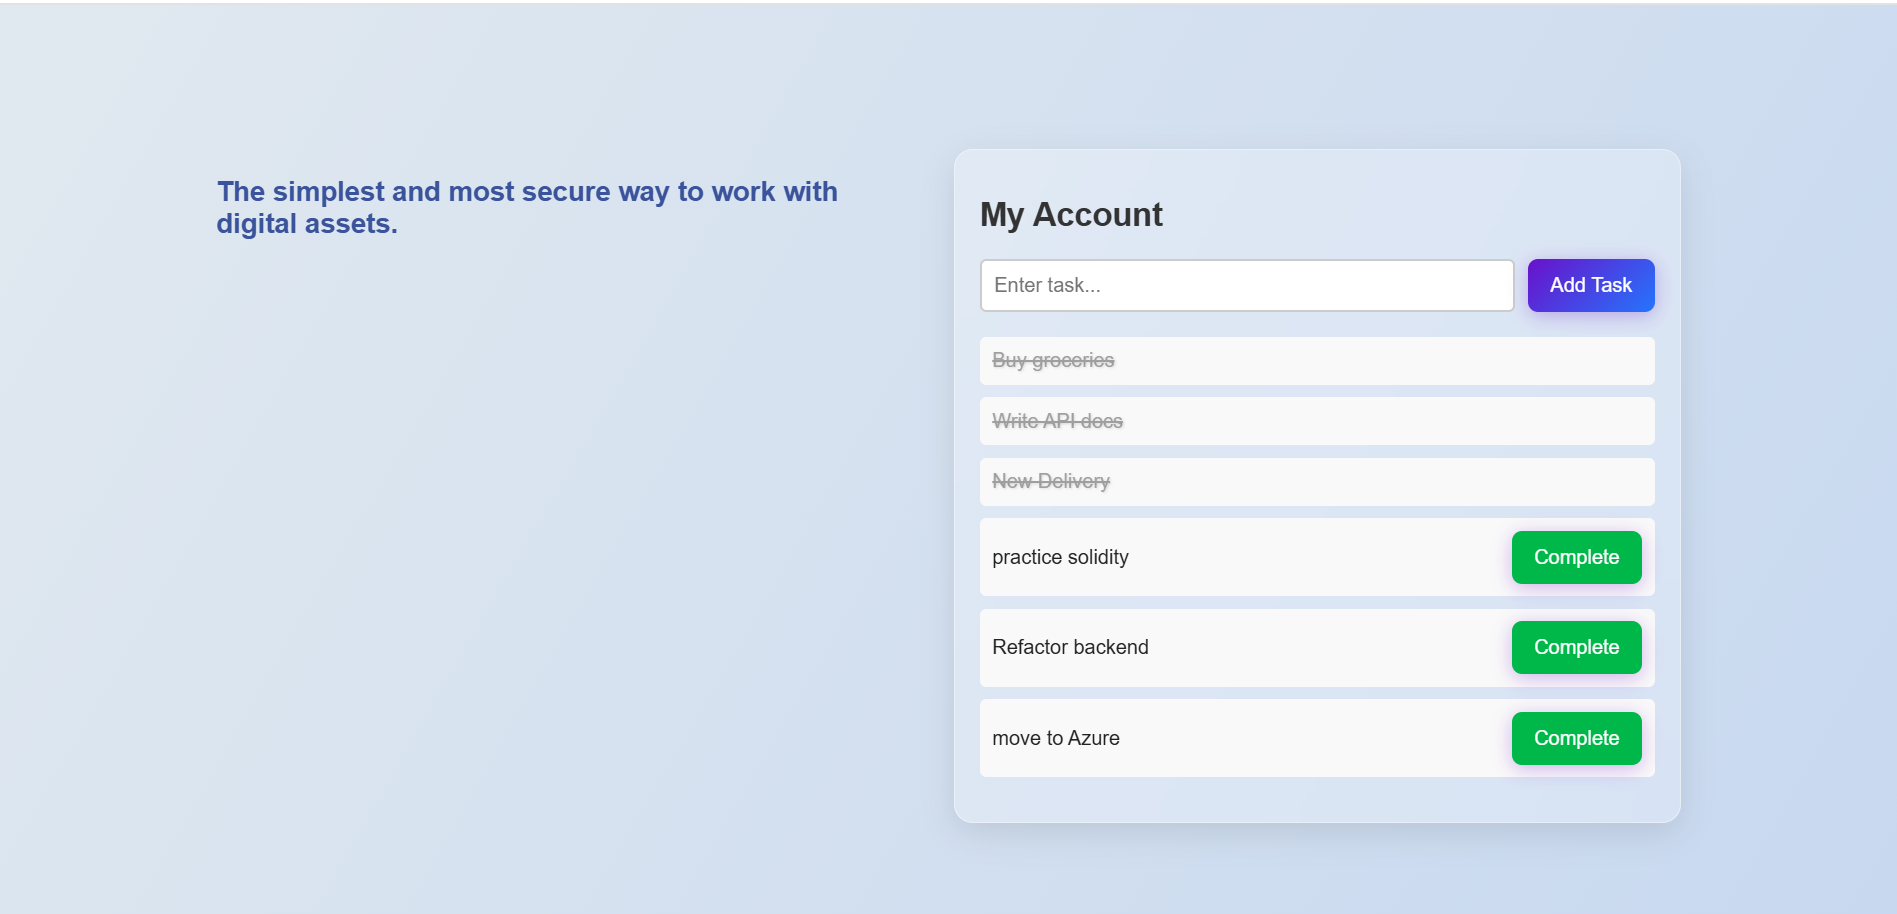 The simplest and most secure way to work with
digital assets.
My Account
Enter task...
Add Task
Buy groceries
Write API docs
New Delivery
practice solidity
Complete
Refactor backend
Complete
move to Azure
Complete